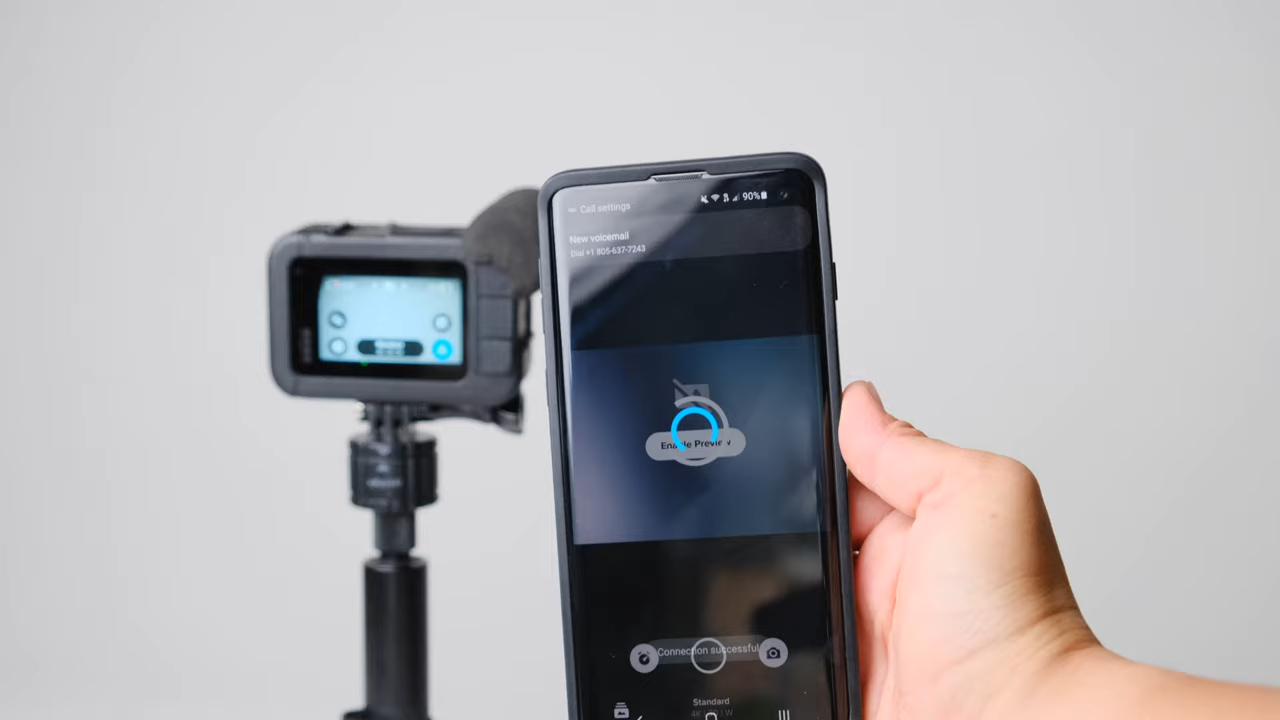 Call settings
90%
New voicemail
Dial +1 805-637-7243
Enable Preview
Connection successful
Standard